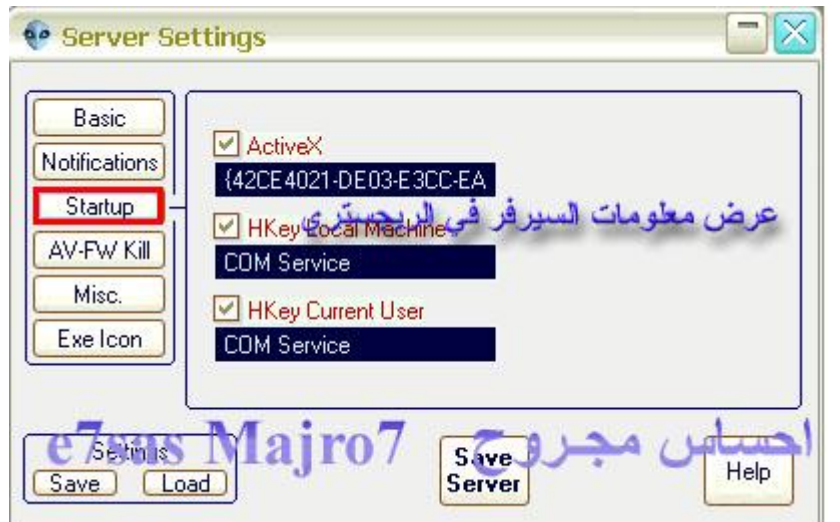 Server Settings
Basic
Notifications
Startup
AV-FW Kill
Misc.
Exe Icon
ActiveX
{42CE4021-DE03-E3CC-EA
عرض معلومات السيرفر في الريجستري
HKey Local Machine
COM Service
HKey Current User
COM Service
e7sas Majro7 احساس مجروح
Settings
Save Load
Save
Server
Help